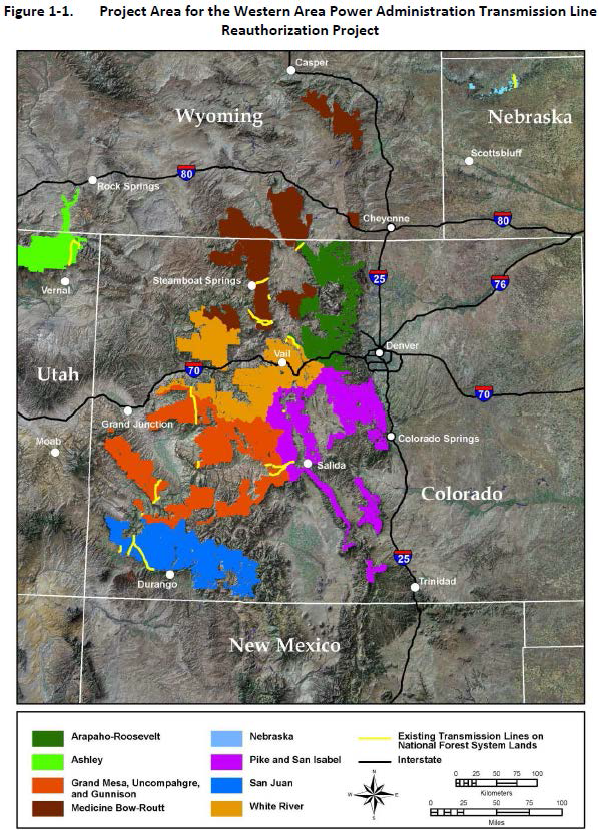 Figure 1-1. Project Area for the Western Area Power Administration Transmission Line
Reauthorization Project
Casper
Wyoming
Nebraska
Scottsbluff
80
Rock Springs
Cheyenne
80
Vernal
Steamboat Springs
25
76
Denver
Vail
Utah
70
70
Grand Junction
Moab
Colorado Springs
Salida
Colorado
25
Durango
Trinidad
New Mexico
Arapaho-Roosevelt
Nebraska
Existing Transmission Lines on
National Forest System Lands
Ashley
Pike and San Isabel
Interstate
Grand Mesa, Uncompahgre,
and Gunnison
San Juan
Medicine Bow-Routt
White River
N
W E
S
0 25 50 75 100
Kilometers
0 25 50 75 100
Miles